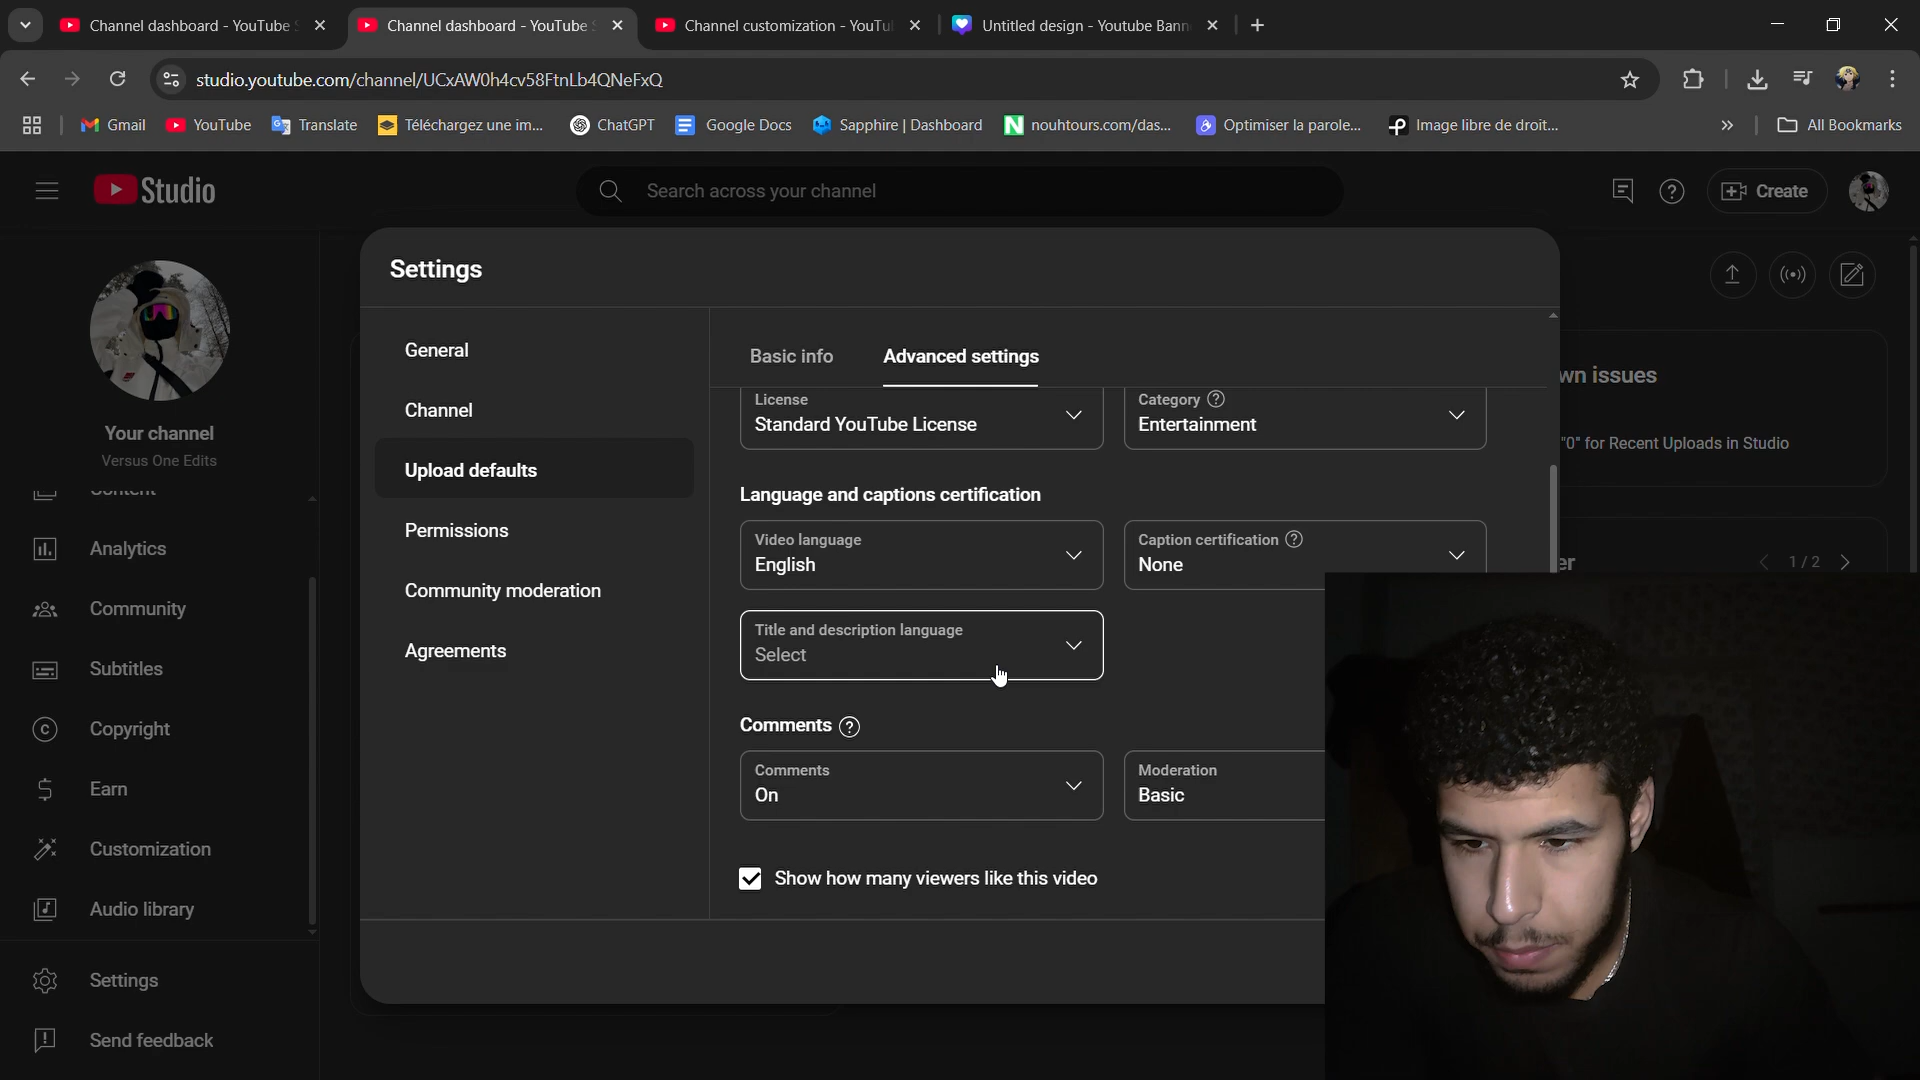 Channel dashboard - YouTube S
Channel dashboard - YouTube S
Channel customization - YouTu
Untitled design - Youtube Bann
studio.youtube.com/channel/UCxAW0h4cv58FtnLb4QNeFxQ
Gmail
YouTube
Translate
Téléchargez une im...
ChatGPT
Google Docs
Sapphire | Dashboard
nouhtours.com/das...
Optimiser la parole...
Image libre de droit...
All Bookmarks
Studio
Search across your channel
Create
Your channel
Versus One Edits
Content
Analytics
Community
Subtitles
Copyright
Earn
Customization
Audio library
Settings
Send feedback
Settings
General
Channel
Upload defaults
Permissions
Community moderation
Agreements
Basic info
Advanced settings
License
Standard YouTube License
Category
Entertainment
Language and captions certification
Video language
English
Caption certification
None
Title and description language
Select
Comments
Comments
On
Moderation
Basic
Show how many viewers like this video
wn issues
"0" for Recent Uploads in Studio
er
1 / 2